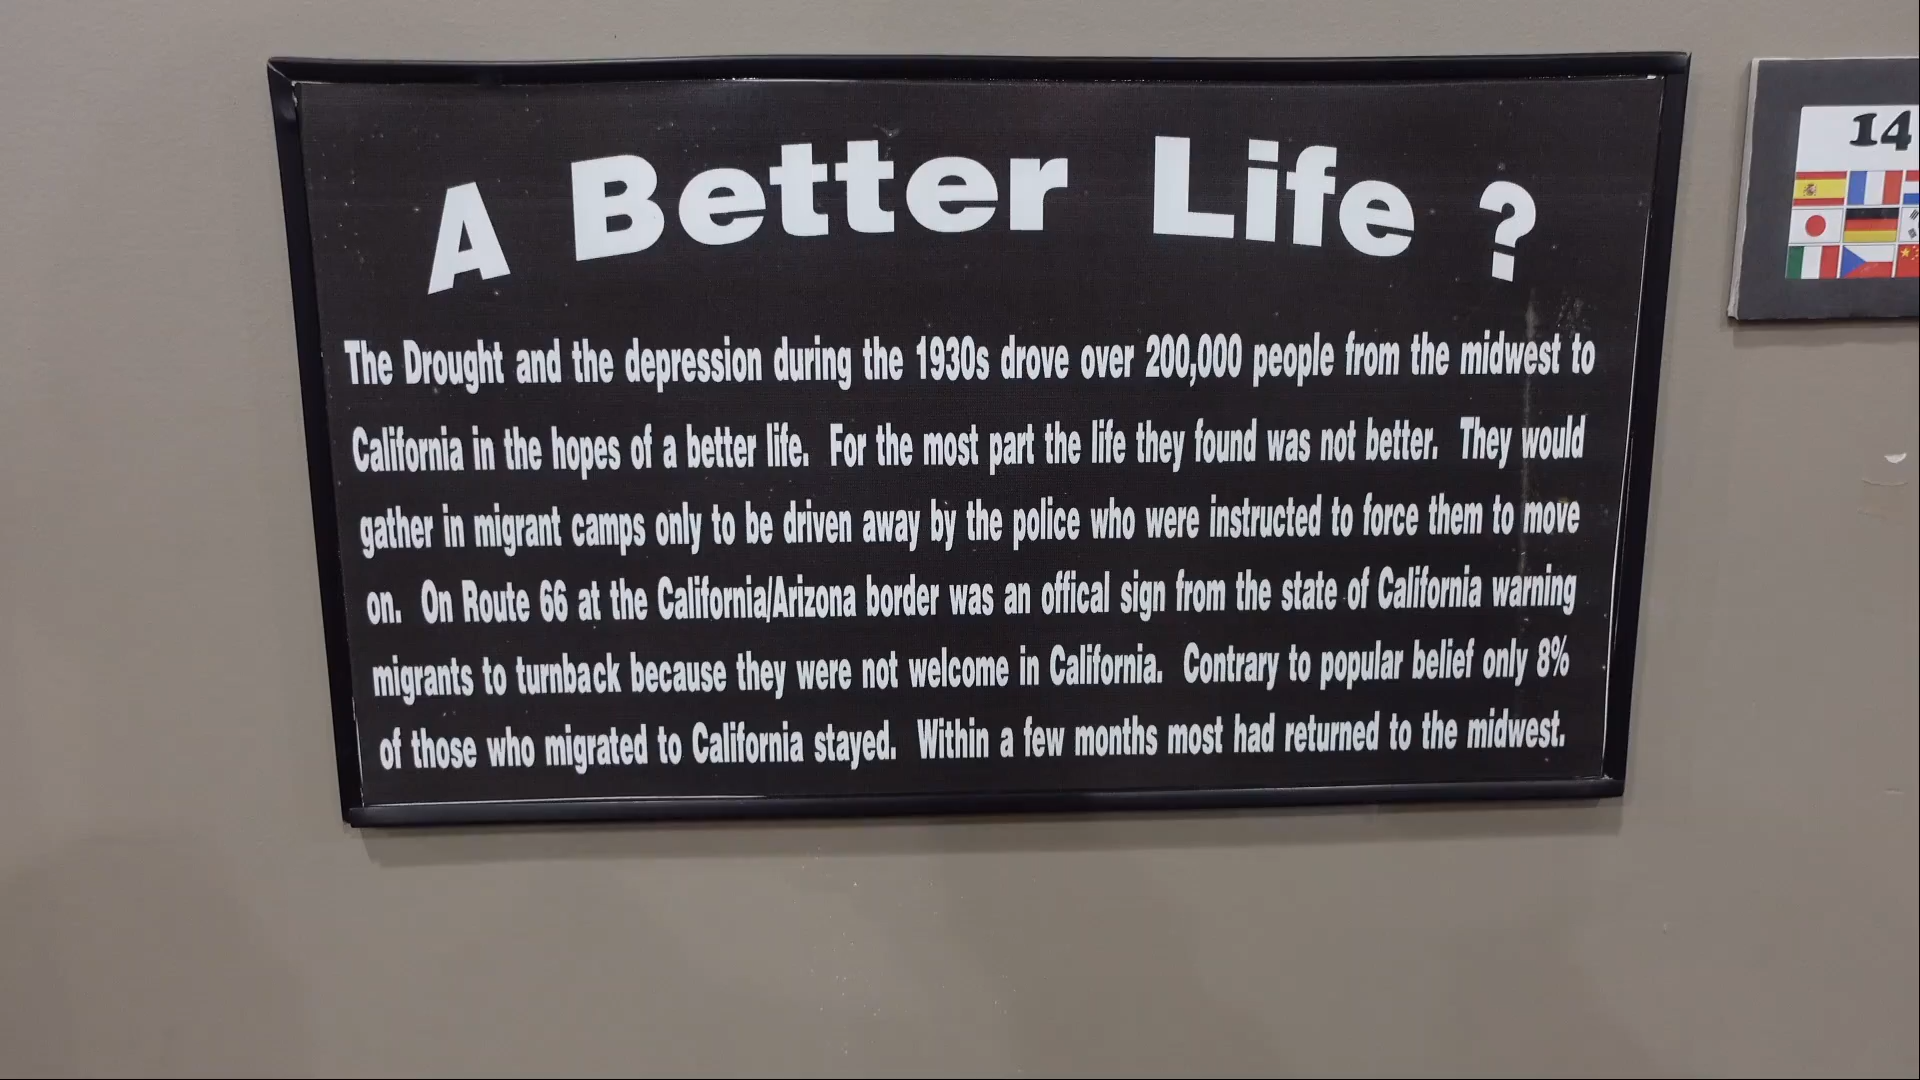 A Better Life ?
The Drought and the depression during the 1930s drove over 200,000 people from the midwest to
California in the hopes of a better life. For the most part the life they found was not better. They would
gather in migrant camps only to be driven away by the police who were instructed to force them to move
on. On Route 66 at the California/Arizona border was an offical sign from the state of California warning
migrants to turnback because they were not welcome in California. Contrary to popular belief only 8%
of those who migrated to California stayed. Within a few months most had returned to the midwest.
14